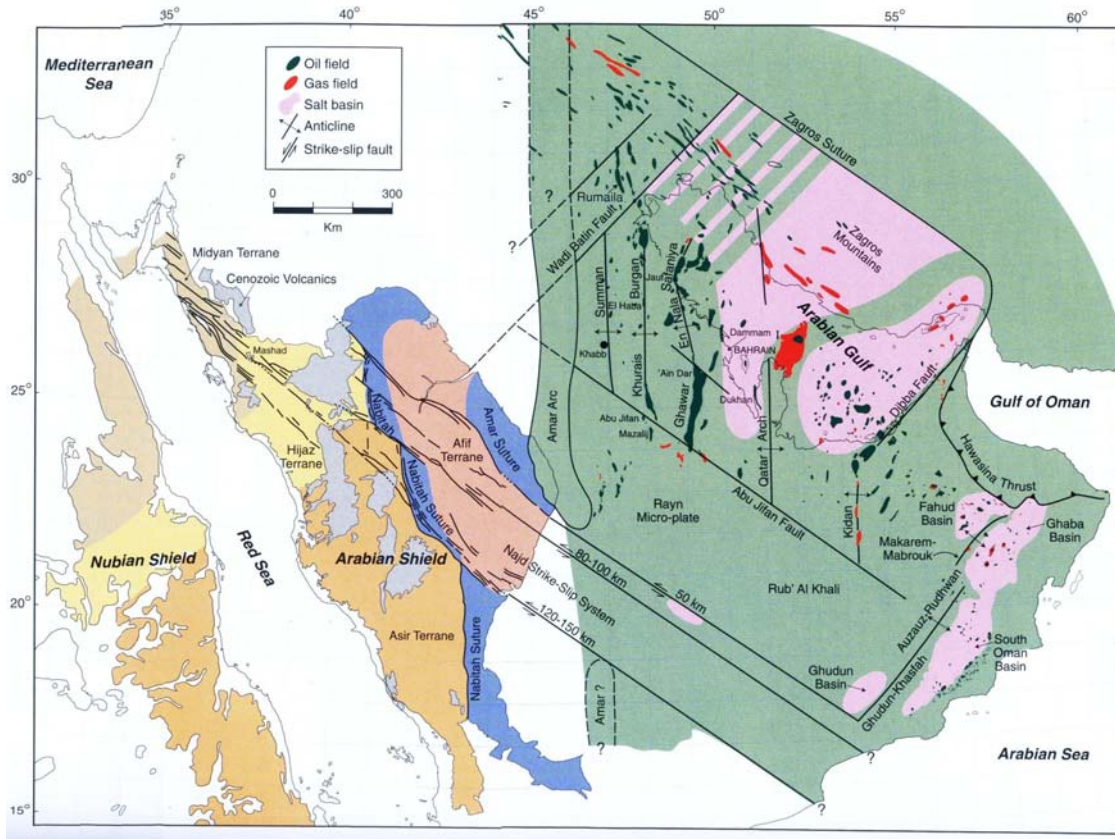 35°
40°
45°
50°
55°
60°
Mediterranean
Sea
Oil field
Gas field
Salt basin
Anticline
Strike-slip fault
0
300
Km
30°
25°
20°
15°
Zagros Suture
?
Rumaila
?
Wadi Batin Fault
Zagros
Mountains
Midyan Terrane
Cenozoic Volcanics
Mashad
Summan
Burgan
Jauf
Safaniya
El Haba
En Nala
Khabb
Khurais
'Ain Dar
Ghawar
Abu Jifan
Mazalij
Dammam
BAHRAIN
Dukhan
Arabian Gulf
Qatar Arch
Dibba Fault
Gulf of Oman
Hawasina Thrust
Amar Arc
Nabitah
Amar Suture
Afif
Terrane
Hijaz
Terrane
Nabitah Suture
Rayn
Micro-plate
Abu Jifan Fault
Kidan
Fahud
Basin
Ghaba
Basin
Makarem-
Mabrouk
Nubian Shield
Red Sea
Arabian Shield
Najd Strike-Slip System
80-100 km
50 km
120-150 km
Rub' Al Khali
Asir Terrane
Nabitah Suture
Auzauz-Rudhwan
Ghudun-Khasfah
South
Oman
Basin
Ghudun
Basin
Amar ?
?
?
?
Arabian Sea